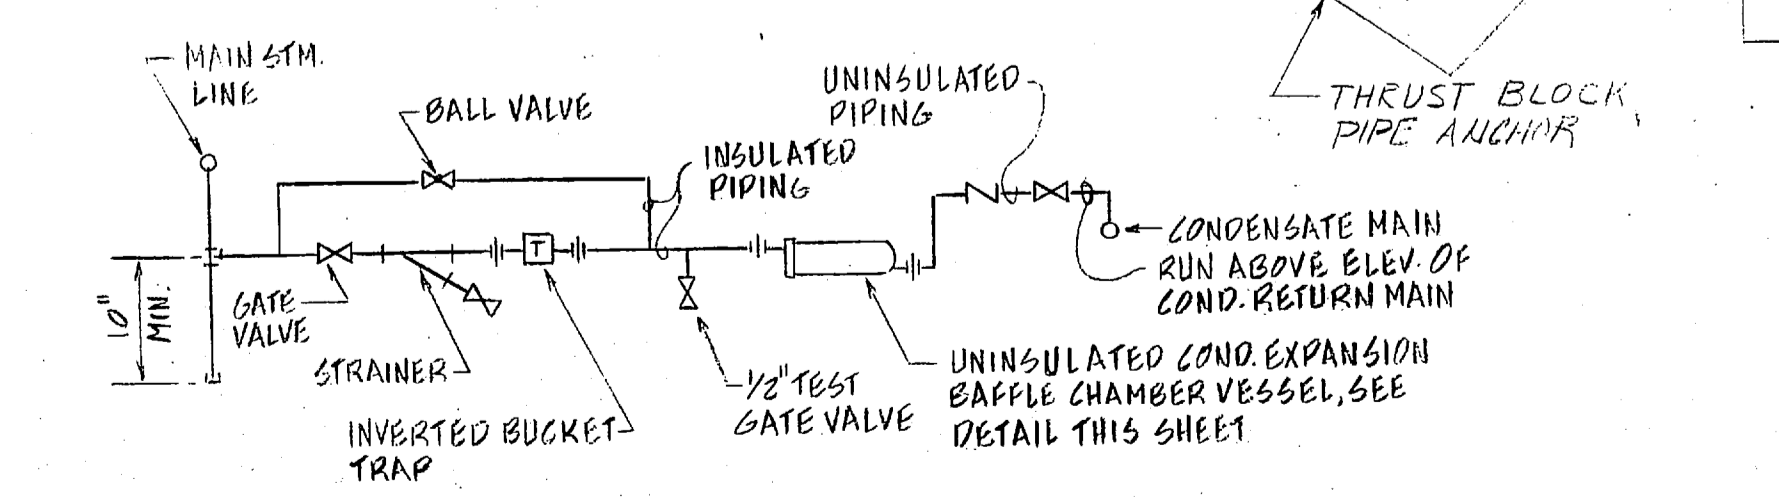 MAIN STM.
LINE
BALL VALVE
UNINSULATED
PIPING
INSULATED
PIPING
THRUST BLOCK
PIPE ANCHOR
T
10"
MIN.
GATE
VALVE
STRAINER
INVERTED BUCKET
TRAP
1/2" TEST
GATE VALVE
CONDENSATE MAIN
RUN ABOVE ELEV. OF
COND. RETURN MAIN
UNINSULATED COND. EXPANSION
BAFFLE CHAMBER VESSEL, SEE
DETAIL THIS SHEET